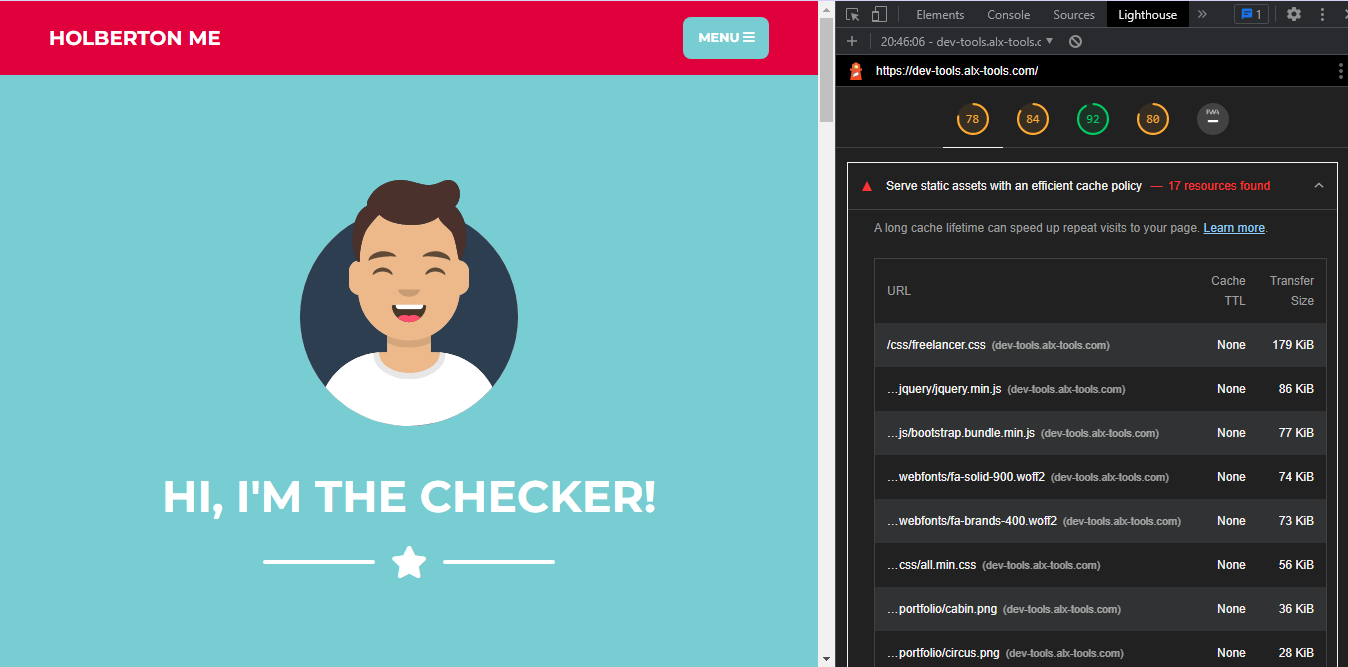 HOLBERTON ME
MENU
HI, I'M THE CHECKER!
Elements Console Sources Lighthouse » 1
+ 20:46:06 - dev-tools.alx-tools.c
https://dev-tools.alx-tools.com/
78 84 92 80 PWA
Serve static assets with an efficient cache policy — 17 resources found
A long cache lifetime can speed up repeat visits to your page. Learn more.
URL Cache TTL Transfer Size
/css/freelancer.css (dev-tools.alx-tools.com) None 179 KiB
…jquery/jquery.min.js (dev-tools.alx-tools.com) None 86 KiB
…js/bootstrap.bundle.min.js (dev-tools.alx-tools.com) None 77 KiB
…webfonts/fa-solid-900.woff2 (dev-tools.alx-tools.com) None 74 KiB
…webfonts/fa-brands-400.woff2 (dev-tools.alx-tools.com) None 73 KiB
…css/all.min.css (dev-tools.alx-tools.com) None 56 KiB
…portfolio/cabin.png (dev-tools.alx-tools.com) None 36 KiB
…portfolio/circus.png (dev-tools.alx-tools.com) None 28 KiB